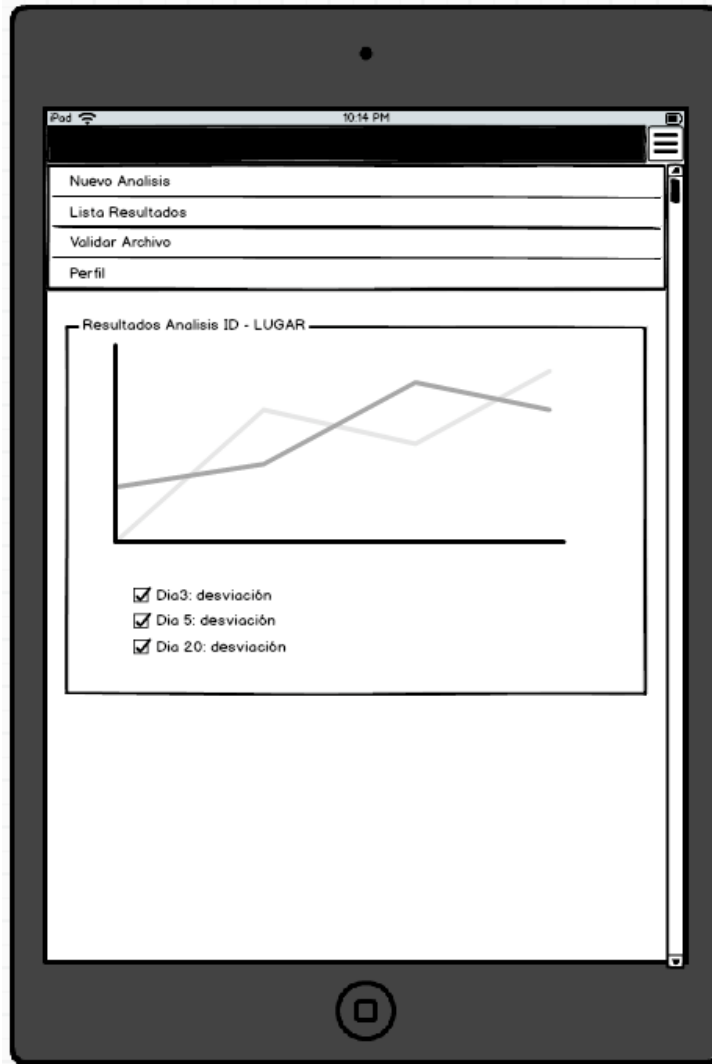 iPad
10:14 PM
Nuevo Analisis
Lista Resultados
Validar Archivo
Perfil
Resultados Analisis ID - LUGAR
Dia3: desviación
Dia 5: desviación
Dia 20: desviación